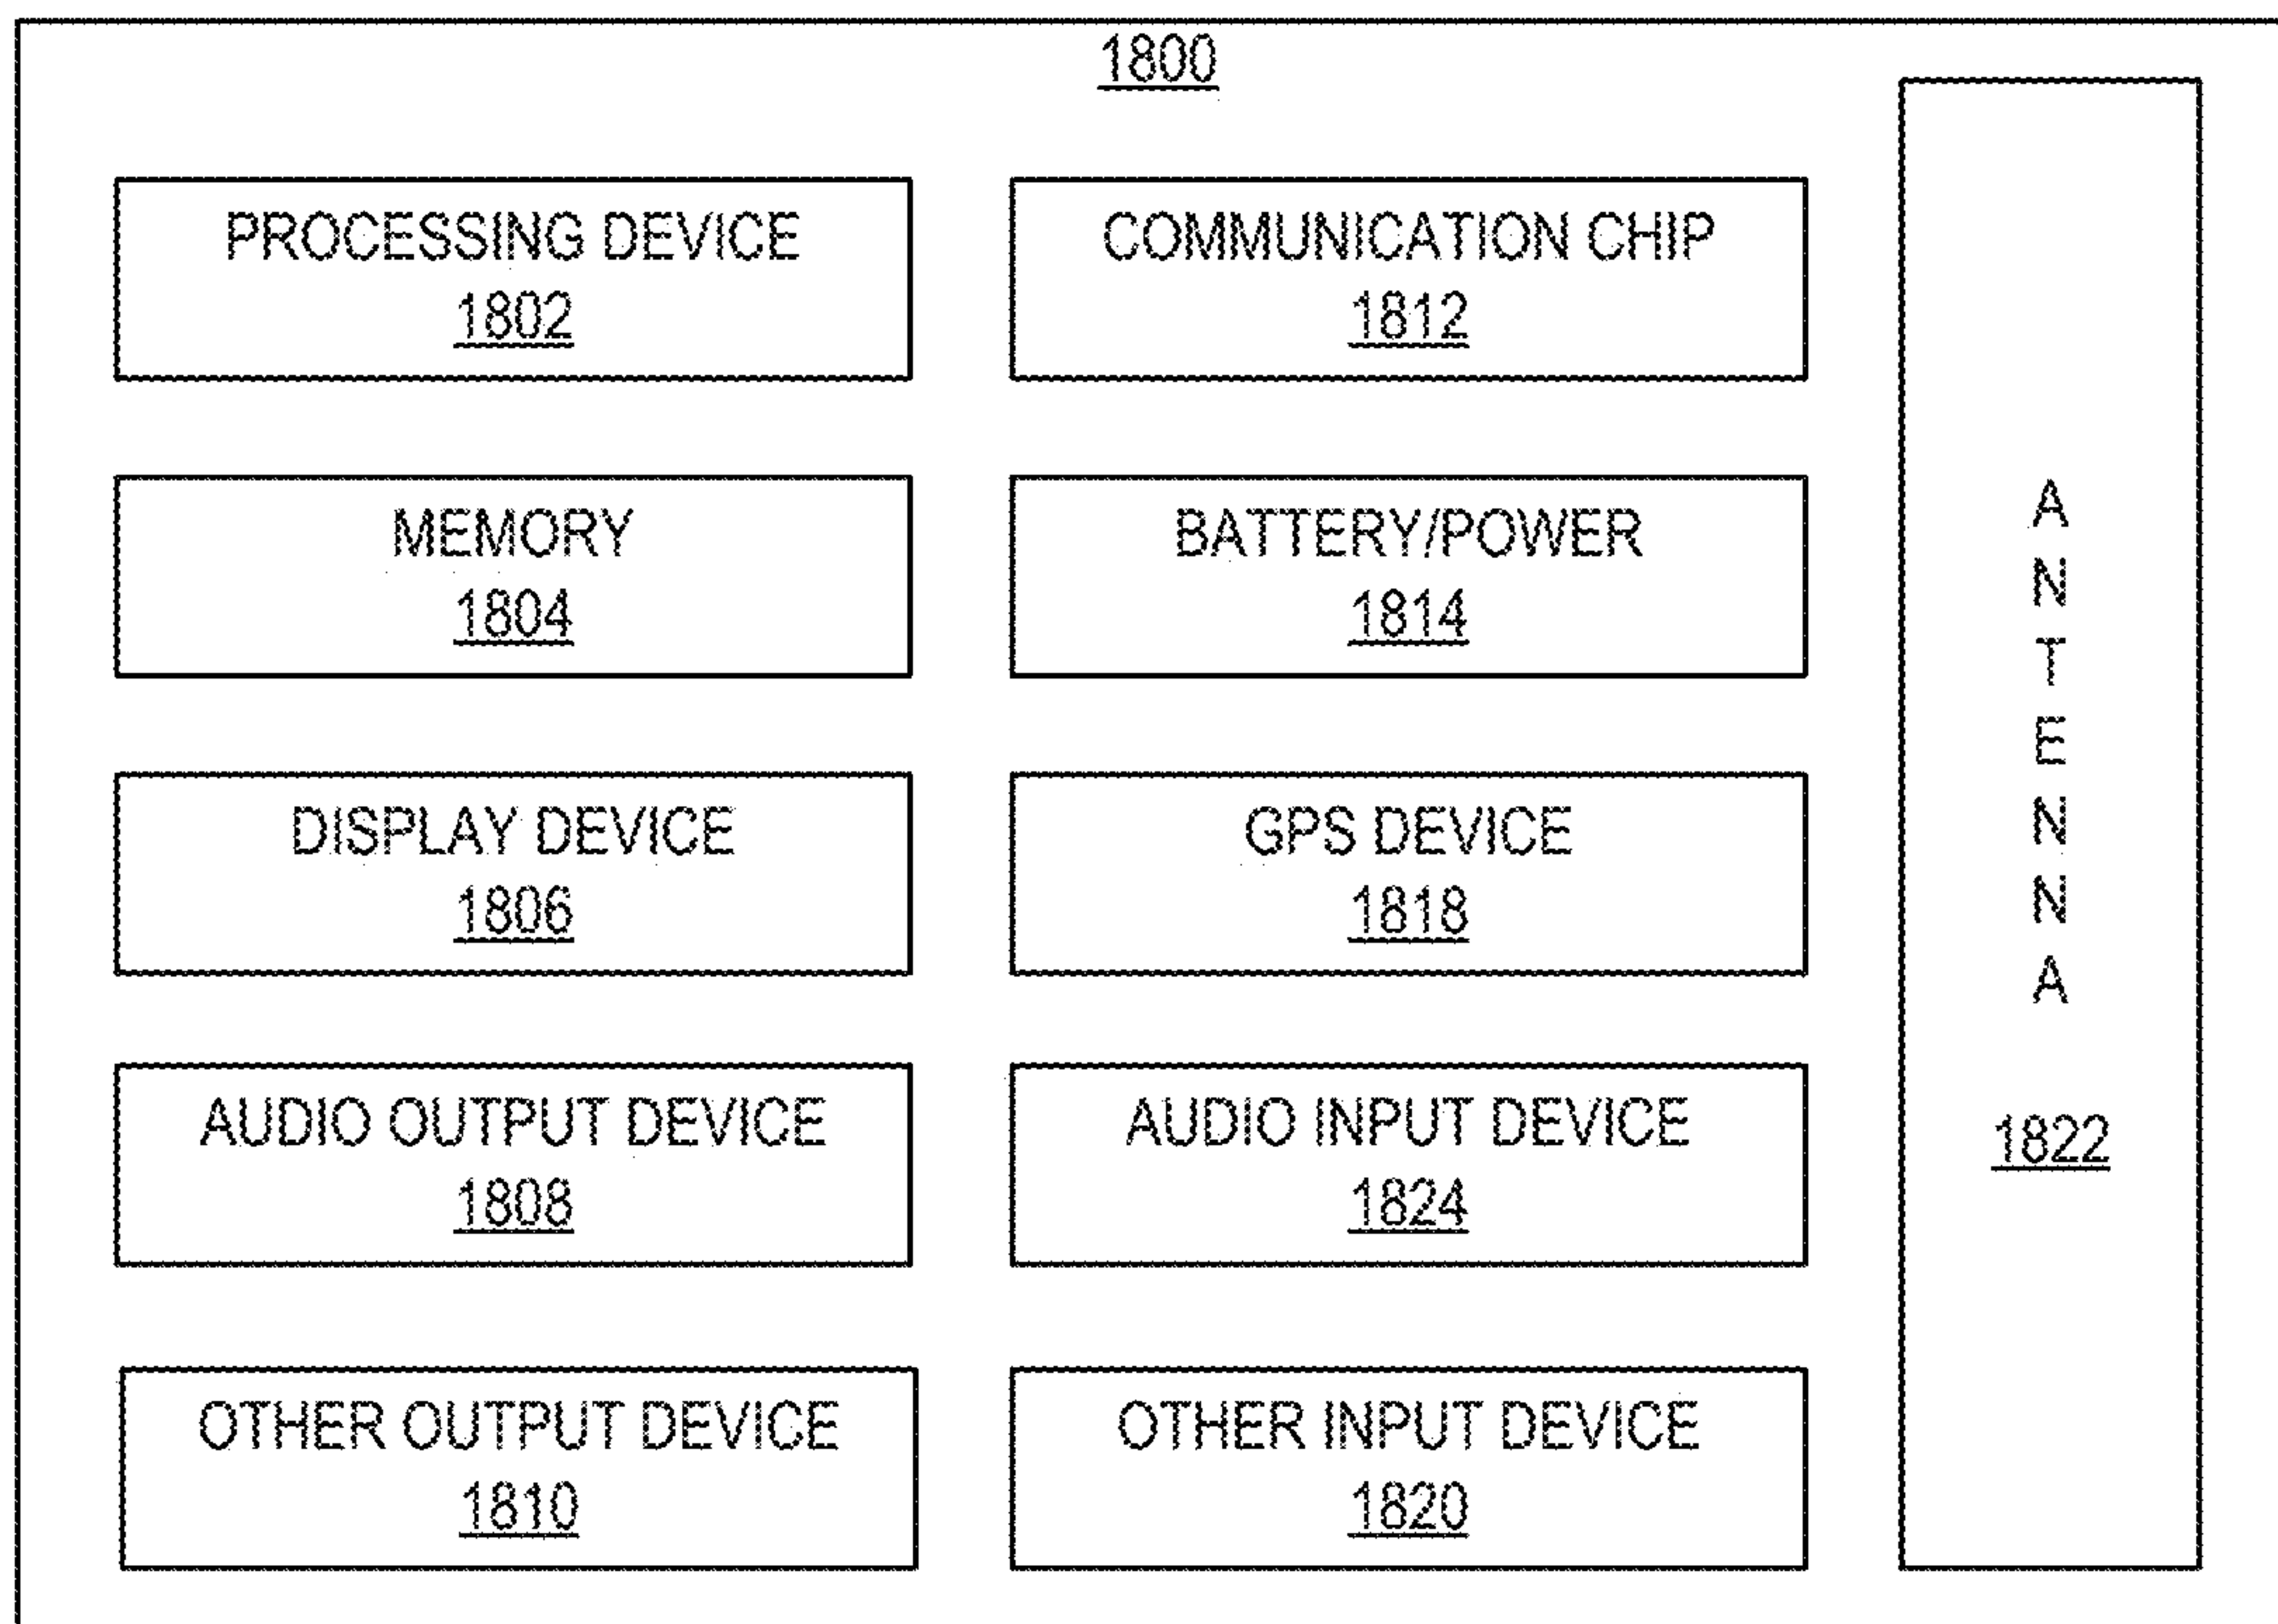 1800
PROCESSING DEVICE
1802
COMMUNICATION CHIP
1812
MEMORY
1804
BATTERY/POWER
1814
DISPLAY DEVICE
1806
GPS DEVICE
1818
AUDIO OUTPUT DEVICE
1808
AUDIO INPUT DEVICE
1824
OTHER OUTPUT DEVICE
1810
OTHER INPUT DEVICE
1820
ANTENNA
1822